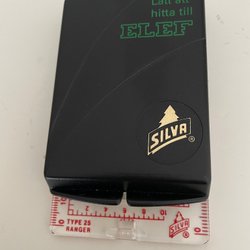 Lätt att
hitta till
ELEF
SILVA
TYPE 25
RANGER
SILVA